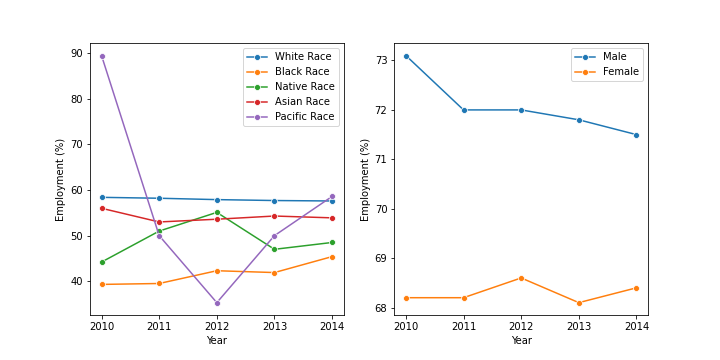 White Race
Black Race
Native Race
Asian Race
Pacific Race
Employment (%)
90
80
70
60
50
40
2010 2011 2012 2013 2014
Year
Male
Female
Employment (%)
73
72
71
70
69
68
2010 2011 2012 2013 2014
Year